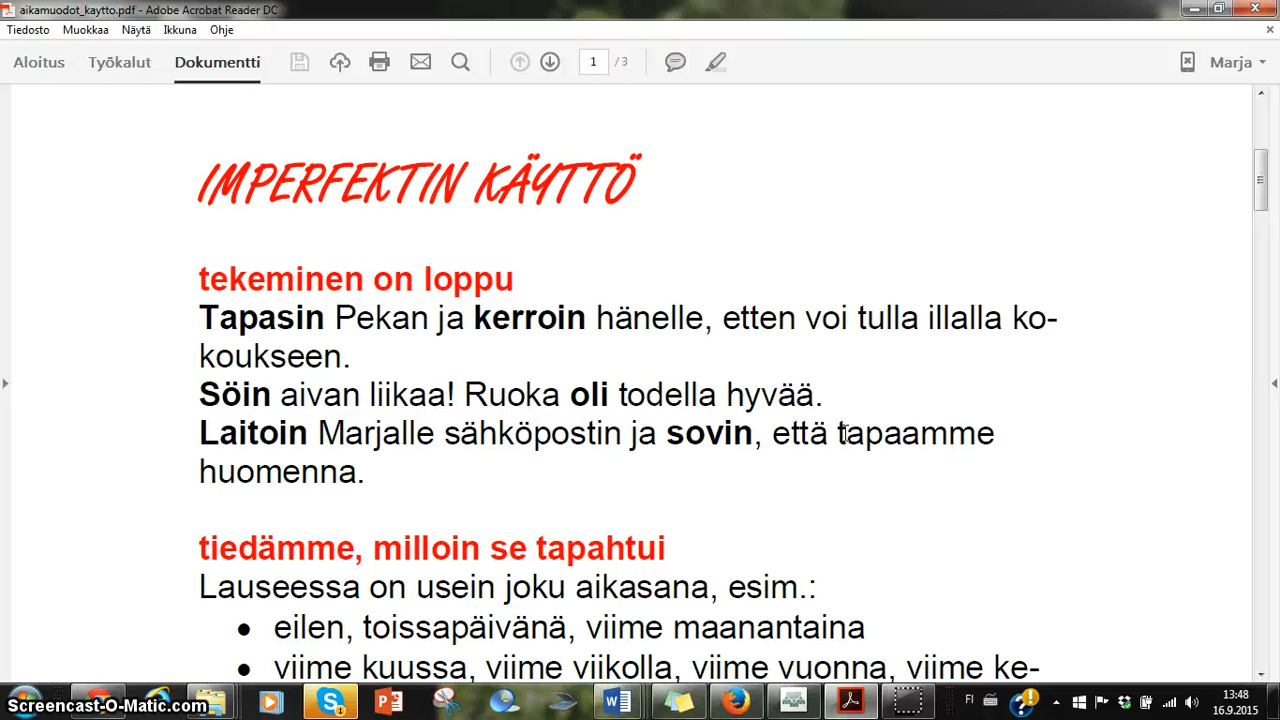 aikamuodot_kaytto.pdf - Adobe Acrobat Reader DC
Tiedosto Muokkaa Näytä Ikkuna Ohje
Aloitus Työkalut Dokumentti 1 / 3 Marja
IMPERFEKTIN KÄYTTÖ
tekeminen on loppu
Tapasin Pekan ja kerroin hänelle, etten voi tulla illalla ko-
koukseen.
Söin aivan liikaa! Ruoka oli todella hyvää.
Laitoin Marjalle sähköpostin ja sovin, että tapaamme
huomenna.
tiedämme, milloin se tapahtui
Lauseessa on usein joku aikasana, esim.:
• eilen, toissapäivänä, viime maanantaina
• viime kuussa, viime viikolla, viime vuonna, viime ke-
Screencast-O-Matic.com
FI
13:48
16.9.2015